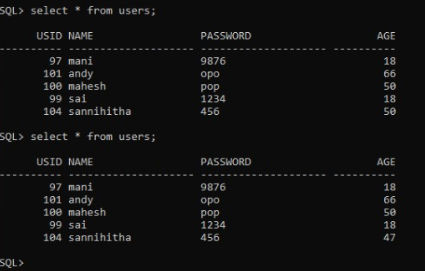 SQL> select * from users;
USID NAME PASSWORD AGE
---------- -------------------- -------------------- ----------
97 mani 9876 18
101 andy opo 66
100 mahesh pop 50
99 sai 1234 18
104 sannihitha 456 50
SQL> select * from users;
USID NAME PASSWORD AGE
---------- -------------------- -------------------- ----------
97 mani 9876 18
101 andy opo 66
100 mahesh pop 50
99 sai 1234 18
104 sannihitha 456 47
SQL>